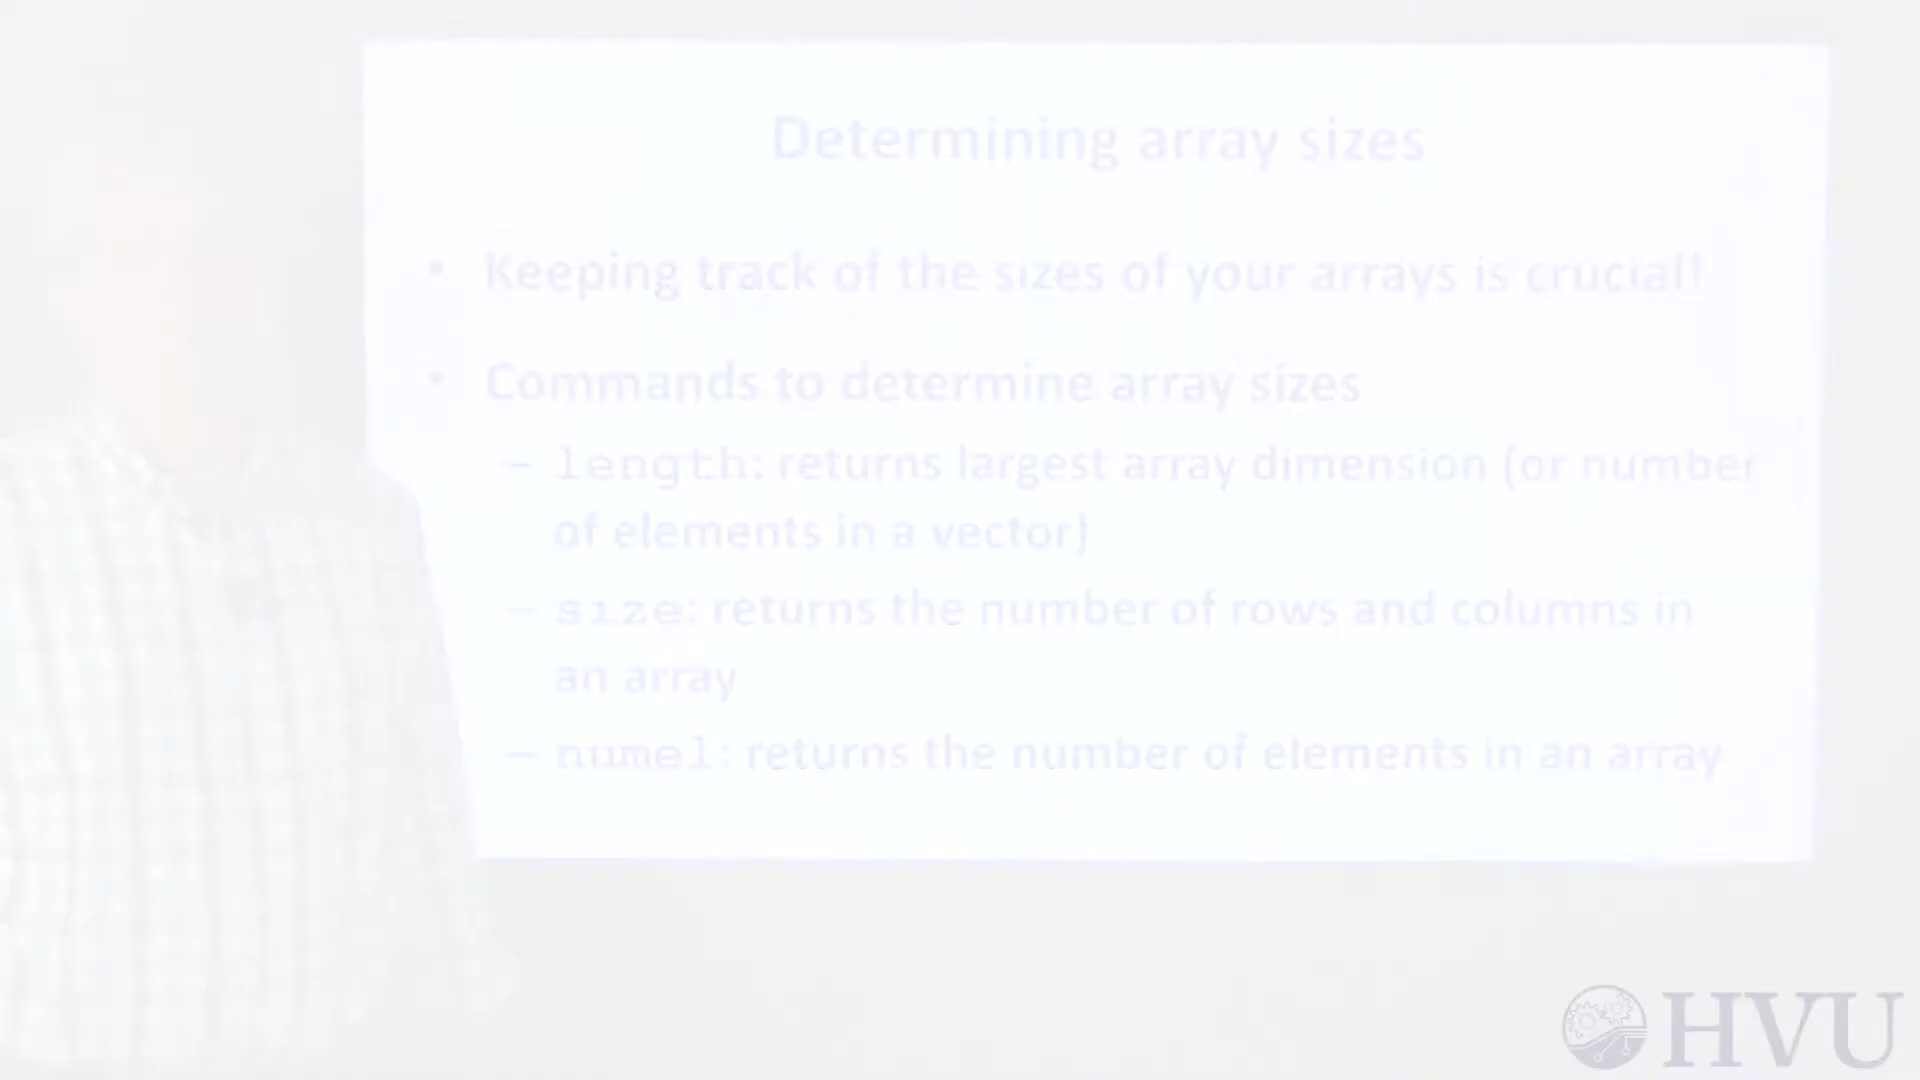 Determining array sizes
• Keeping track of the sizes of your arrays is crucial!
• Commands to determine array sizes
– length: returns largest array dimension (or number
of elements in a vector)
– size: returns the number of rows and columns in
an array
– numel: returns the number of elements in an array
HVU